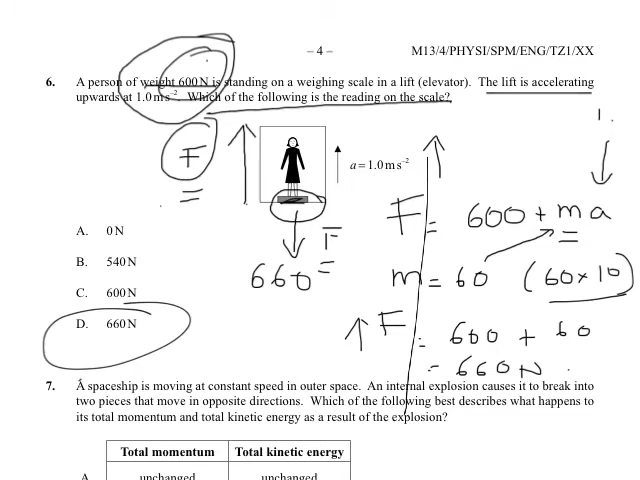 – 4 –
M13/4/PHYSI/SPM/ENG/TZ1/XX
6. A person of weight 600 N is standing on a weighing scale in a lift (elevator). The lift is accelerating
upwards at 1.0 m s⁻². Which of the following is the reading on the scale?
1.
F
a = 1.0 m s⁻²
F = 600 + ma
A. 0 N
F
B. 540 N
660
m = 60 (60 × 10)
C. 600 N
D. 660 N
F = 600 + 60
= 660 N.
7. A spaceship is moving at constant speed in outer space. An internal explosion causes it to break into
two pieces that move in opposite directions. Which of the following best describes what happens to
its total momentum and total kinetic energy as a result of the explosion?
Total momentum Total kinetic energy
A. unchanged unchanged